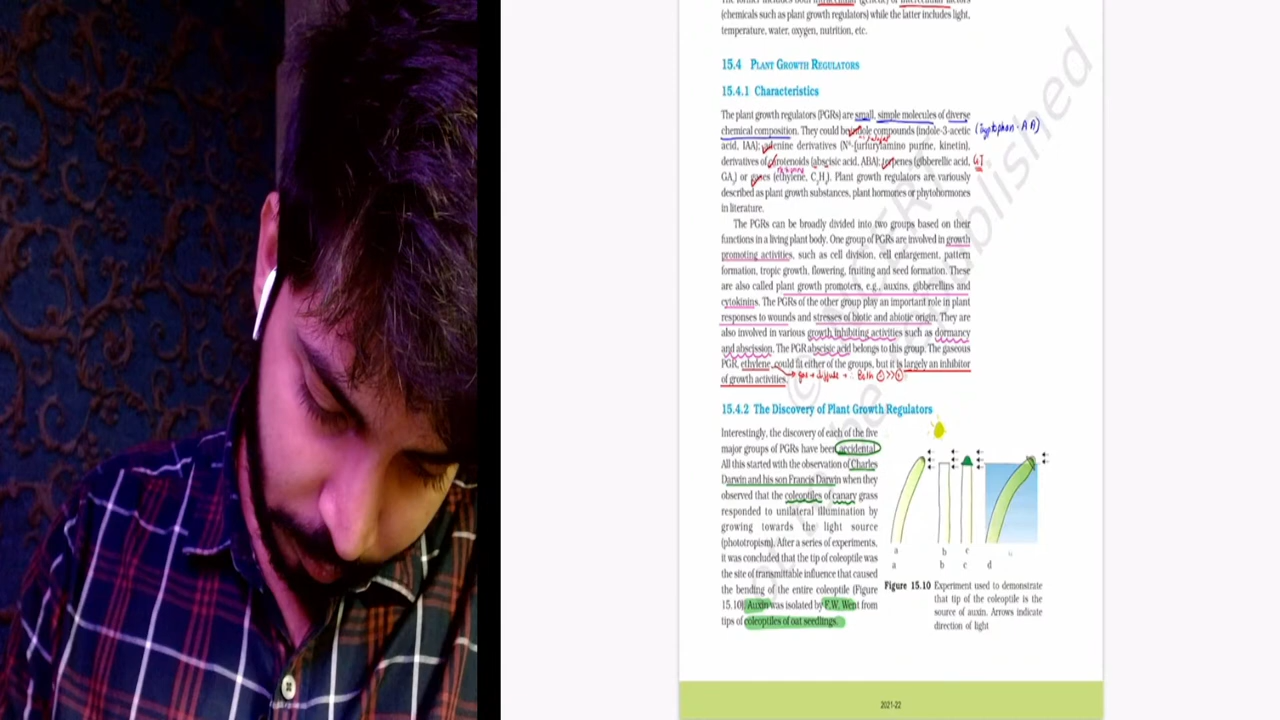 (chemicals such as plant growth regulators) while the latter includes light,
temperature, water, oxygen, nutrition, etc.
15.4 PLANT GROWTH REGULATORS
15.4.1 Characteristics
The plant growth regulators (PGRs) are small, simple molecules of diverse
chemical composition. They could be indole compounds (indole-3-acetic
acid, IAA); adenine derivatives (N⁶-furfurylamino purine, kinetin),
derivatives of carotenoids (abscisic acid, ABA); terpenes (gibberellic acid,
GA₃) or gases (ethylene, C₂H₄). Plant growth regulators are variously
described as plant growth substances, plant hormones or phytohormones
in literature.
The PGRs can be broadly divided into two groups based on their
functions in a living plant body. One group of PGRs are involved in growth
promoting activities, such as cell division, cell enlargement, pattern
formation, tropic growth, flowering, fruiting and seed formation. These
are also called plant growth promoters, e.g., auxins, gibberellins and
cytokinins. The PGRs of the other group play an important role in plant
responses to wounds and stresses of biotic and abiotic origin. They are
also involved in various growth inhibiting activities such as dormancy
and abscission. The PGR abscisic acid belongs to this group. The gaseous
PGR, ethylene, could fit either of the groups, but it is largely an inhibitor
of growth activities.
gas → diffuse Both
15.4.2 The Discovery of Plant Growth Regulators
Interestingly, the discovery of each of the five
major groups of PGRs have been accidental.
All this started with the observation of Charles
Darwin and his son Francis Darwin when they
observed that the coleoptiles of canary grass
responded to unilateral illumination by
growing towards the light source
(phototropism). After a series of experiments,
it was concluded that the tip of coleoptile was
the site of transmittable influence that caused
the bending of the entire coleoptile (Figure
15.10). Auxin was isolated by F.W. Went from
tips of coleoptiles of oat seedlings.
a b c
a b c d
Figure 15.10 Experiment used to demonstrate
that tip of the coleoptile is the
source of auxin. Arrows indicate
direction of light
2021-22